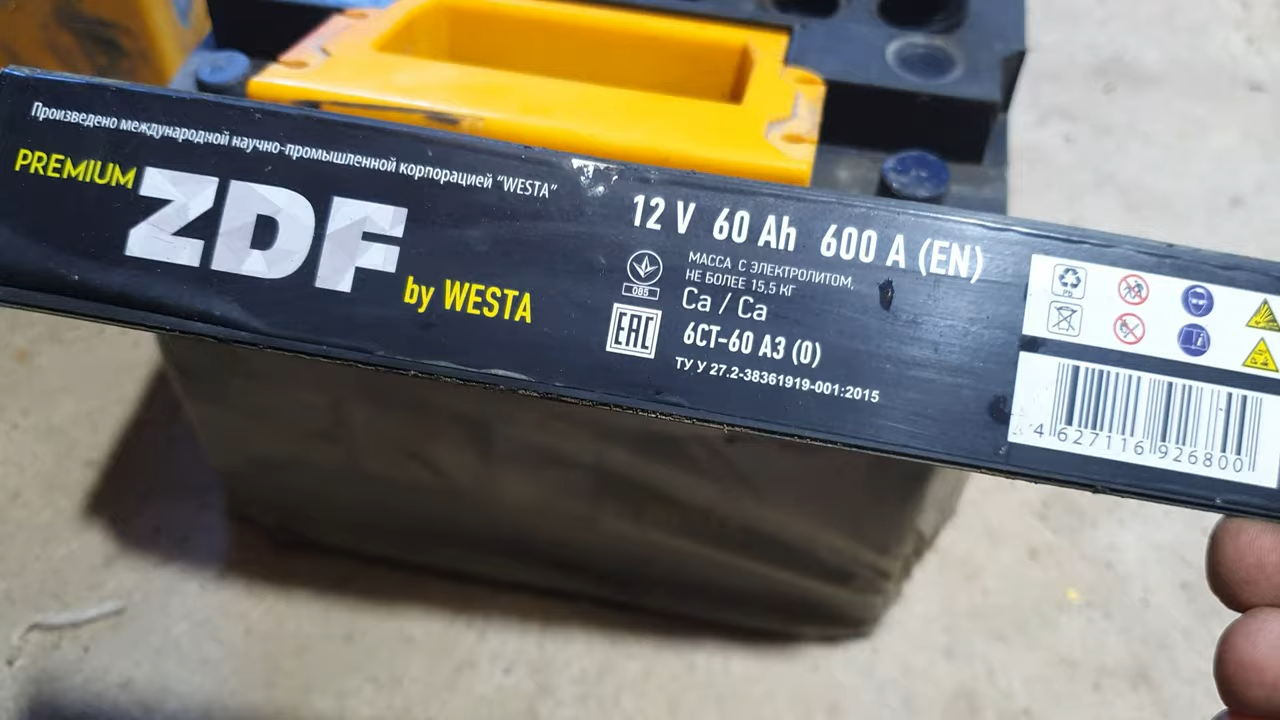 Произведено международной научно-промышленной корпорацией "WESTA"
PREMIUM
ZDF
by WESTA
12 V 60 Ah 600 A (EN)
МАССА С ЭЛЕКТРОЛИТОМ,
НЕ БОЛЕЕ 15,5 КГ
085
Ca / Ca
EAC
6СТ-60 АЗ (0)
ТУ У 27.2-38361919-001:2015
Pb
4 627116 926800